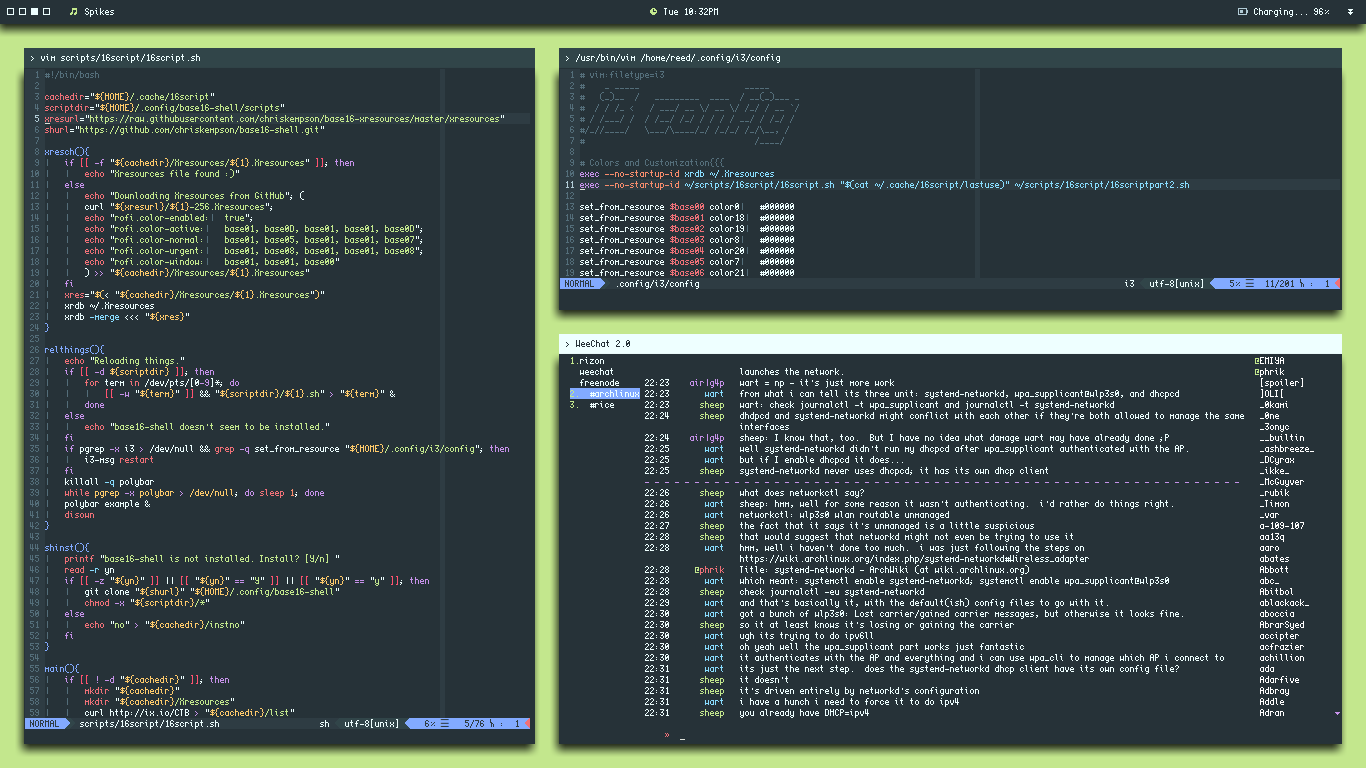 Spikes
Tue 10:32PM
Charging... 96%
> vim scripts/16script/16script.sh
1 #!/bin/bash
2
3 cachedir="${HOME}/.cache/16script"
4 scriptdir="${HOME}/.config/base16-shell/scripts"
5 xresurl="https://raw.githubusercontent.com/chriskempson/base16-xresources/master/xresources"
6 shurl="https://github.com/chriskempson/base16-shell.git"
7
8 xresch(){
9 | if [[ -f "${cachedir}/Xresources/${1}.Xresources" ]]; then
10 | | echo "Xresources file found :)"
11 | else
12 | | echo "Downloading Xresources from GitHub"; (
13 | | curl "${xresurl}/${1}-256.Xresources";
14 | | echo "rofi.color-enabled:| true";
15 | | echo "rofi.color-active:| base01, base0D, base01, base01, base0D";
16 | | echo "rofi.color-normal:| base01, base05, base01, base01, base07";
17 | | echo "rofi.color-urgent:| base01, base08, base01, base01, base08";
18 | | echo "rofi.color-window:| base01, base01, base00"
19 | | ) >> "${cachedir}/Xresources/${1}.Xresources"
20 | fi
21 | xres="$(< "${cachedir}/Xresources/${1}.Xresources")"
22 | xrdb ~/.Xresources
23 | xrdb -merge <<< "${xres}"
24 }
25
26 relthings(){
27 | echo "Reloading things."
28 | if [[ -d ${scriptdir} ]]; then
29 | | for term in /dev/pts/[0-9]*; do
30 | | | [[ -w "${term}" ]] && "${scriptdir}/${1}.sh" > "${term}" &
31 | | done
32 | else
33 | | echo "base16-shell doesn't seem to be installed."
34 | fi
35 | if pgrep -x i3 > /dev/null && grep -q set_from_resource "${HOME}/.config/i3/config"; then
36 | | i3-msg restart
37 | fi
38 | killall -q polybar
39 | while pgrep -x polybar > /dev/null; do sleep 1; done
40 | polybar example &
41 | disown
42 }
43
44 shinst(){
45 | printf "base16-shell is not installed. Install? [Y/n] "
46 | read -r yn
47 | if [[ -z "${yn}" ]] || [[ "${yn}" == "Y" ]] || [[ "${yn}" == "y" ]]; then
48 | | git clone "${shurl}" "${HOME}/.config/base16-shell"
49 | | chmod -x "${scriptdir}/*"
50 | else
51 | | echo "no" > "${cachedir}/instno"
52 | fi
53 }
54
55 main(){
56 | if [[ ! -d "${cachedir}" ]]; then
57 | | mkdir "${cachedir}"
58 | | mkdir "${cachedir}/Xresources"
59 | | curl http://ix.io/CTB > "${cachedir}/list"
NORMAL scripts/16script/16script.sh sh utf-8[unix] 6% ☰ 5/76 : 1
> /usr/bin/vim /home/reed/.config/i3/config
1 # vim:filetype=i3
2 #     _ _____                     _____
3 #    (_)__  /   _________  ____  / __(_)___ _
4 #   / / /_ <   / ___/ __ \/ __ \/ /_/ / __ `/
5 #  / /___/ /  / /__/ /_/ / / / / __/ / /_/ /
6 # /_//____/   \___/\____/_/ /_/_/ /_/\__, /
7 #                                   /____/
8
9 # Colors and Customization{{{
10 exec --no-startup-id xrdb ~/.Xresources
11 exec --no-startup-id ~/scripts/16script/16script.sh "$(cat ~/.cache/16script/lastuse)" ~/scripts/16script/16scriptpart2.sh
12
13 set_from_resource $base00 color0| #000000
14 set_from_resource $base01 color18| #000000
15 set_from_resource $base02 color19| #000000
16 set_from_resource $base03 color8| #000000
17 set_from_resource $base04 color20| #000000
18 set_from_resource $base05 color7| #000000
19 set_from_resource $base06 color21| #000000
NORMAL .config/i3/config i3 utf-8[unix] 5% ☰ 11/201 : 1
> WeeChat 2.0
1.rizon
weechat
freenode
2. #archlinux
3. #rice
launches the network.
22:23 airlg4p wart = np - it's just more work
22:23 wart from what i can tell its three unit: systemd-networkd, wpa_supplicant@wlp3s0, and dhcpcd
22:23 sheep wart: check journalctl -t wpa_supplicant and journalctl -t systemd-networkd
22:24 sheep dhdpcd and systemd-networkd might conflict with each other if they're both allowed to manage the same
interfaces
22:24 airlg4p sheep: I know that, too. But I have no idea what damage wart may have already done ;P
22:25 wart well systemd-networkd didn't run my dhcpcd after wpa_supplicant authenticated with the AP.
22:25 wart but if I enable dhcpcd it does...
22:25 sheep systemd-networkd never uses dhcpcd; it has its own dhcp client
22:26 sheep what does networkctl say?
22:26 wart sheep: hmm, well for some reason it wasn't authenticating. i'd rather do things right.
22:26 wart networkctl: wlp3s0 wlan routable unmanaged
22:27 sheep the fact that it says it's unmanaged is a little suspicious
22:28 sheep that would suggest that networkd might not even be trying to use it
22:28 wart hmm, well i haven't done too much. i was just following the steps on
https://wiki.archlinux.org/index.php/systemd-networkd#Wireless_adapter
22:28 @phrik Title: systemd-networkd - ArchWiki (at wiki.archlinux.org)
22:28 wart which meant: systemctl enable systemd-networkd; systemctl enable wpa_supplicant@wlp3s0
22:28 sheep check journalctl -eu systemd-networkd
22:29 wart and that's basically it, with the default(ish) config files to go with it.
22:30 wart got a bunch of wlp3s0: Lost carrier/gained carrier messages, but otherwise it looks fine.
22:30 sheep so it at least knows it's losing or gaining the carrier
22:30 wart ugh its trying to do ipv6ll
22:30 wart oh yeah well the wpa_supplicant part works just fantastic
22:30 wart it authenticates with the AP and everything and i can use wpa_cli to manage which AP i connect to
22:31 wart its just the next step. does the systemd-networkd dhcp client have its own config file?
22:31 sheep it doesn't
22:31 sheep it's driven entirely by networkd's configuration
22:31 wart i have a hunch i need to force it to do ipv4
22:31 sheep you already have DHCP=ipv4
»
@EMIYA
@phrik
[spoiler]
]OLI[
_0kami
_0ne
_3onyc
__builtin
_ashbreeze_
_DCyrax
_ikke_
_McGuyver
_rubik
_Timon
_var
a-109-107
aa13q
aaro
abates
Abbott
abc_
Abitbol
ablackack_
aboccia
AbrarSyed
accipter
acfrazier
achillion
ada
Adarfive
Adbray
Addle
Adran